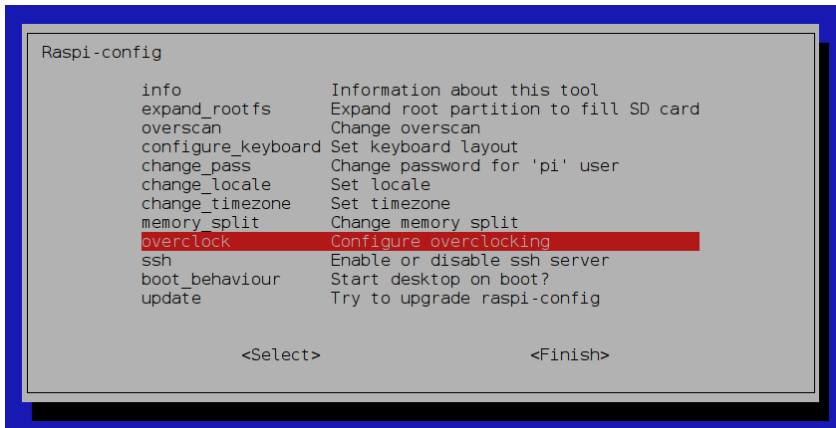 Raspi-config
info Information about this tool
expand_rootfs Expand root partition to fill SD card
overscan Change overscan
configure_keyboard Set keyboard layout
change_pass Change password for 'pi' user
change_locale Set locale
change_timezone Set timezone
memory_split Change memory split
overclock Configure overclocking
ssh Enable or disable ssh server
boot_behaviour Start desktop on boot?
update Try to upgrade raspi-config
<Select> <Finish>